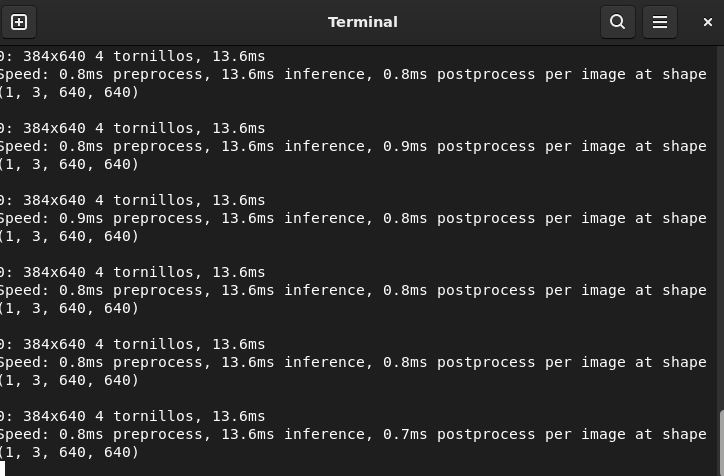 Terminal
0: 384x640 4 tornillos, 13.6ms
Speed: 0.8ms preprocess, 13.6ms inference, 0.8ms postprocess per image at shape
(1, 3, 640, 640)
0: 384x640 4 tornillos, 13.6ms
Speed: 0.8ms preprocess, 13.6ms inference, 0.9ms postprocess per image at shape
(1, 3, 640, 640)
0: 384x640 4 tornillos, 13.6ms
Speed: 0.9ms preprocess, 13.6ms inference, 0.8ms postprocess per image at shape
(1, 3, 640, 640)
0: 384x640 4 tornillos, 13.6ms
Speed: 0.8ms preprocess, 13.6ms inference, 0.8ms postprocess per image at shape
(1, 3, 640, 640)
0: 384x640 4 tornillos, 13.6ms
Speed: 0.8ms preprocess, 13.6ms inference, 0.8ms postprocess per image at shape
(1, 3, 640, 640)
0: 384x640 4 tornillos, 13.6ms
Speed: 0.8ms preprocess, 13.6ms inference, 0.7ms postprocess per image at shape
(1, 3, 640, 640)